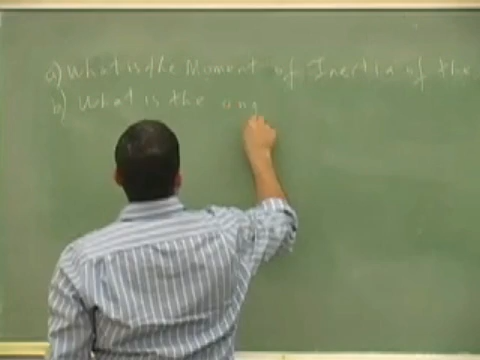 a) What is the Moment of Inertia of the
b) What is the ang